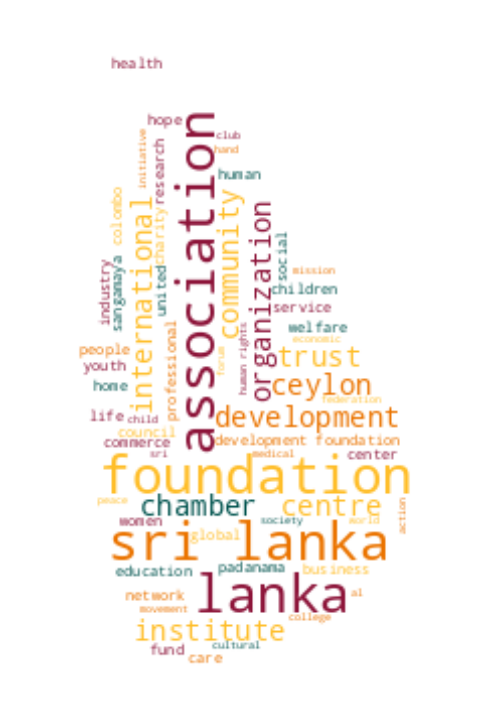 health
hope
club
initiative
research
association
hand
human
colombo
charity
international
community
organization
social
united
industry
sangamaya
mission
children
service
welfare
human rights
economic
professional
forum
people
youth
trust
home
ceylon
federation
life
child
development
council
commerce
development foundation
sri
medical
center
foundation
peace
chamber
centre
action
women
society
world
sri lanka
global
education
padanama
business
lanka
network
al
movement
college
institute
cultural
fund
care